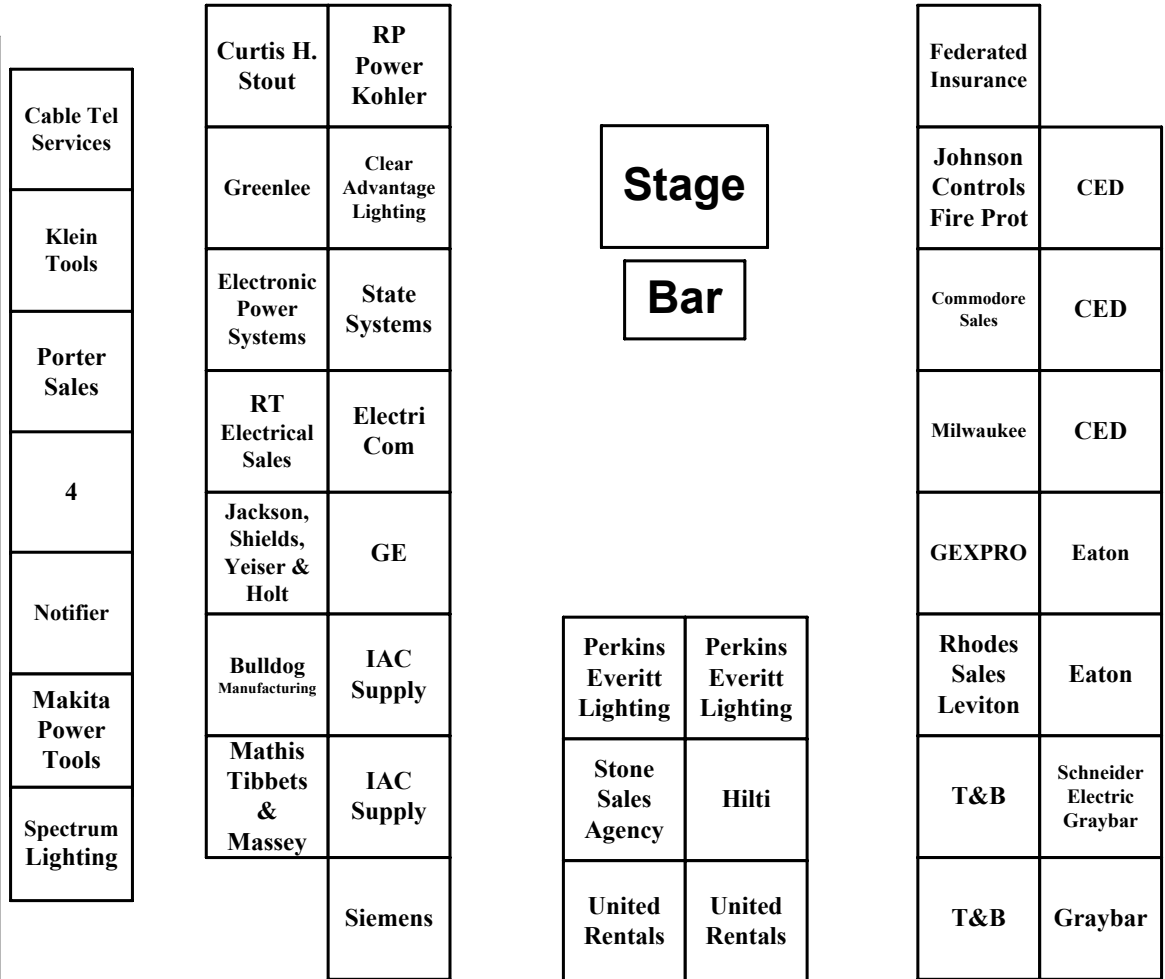 Cable Tel
Services
Klein
Tools
Porter
Sales
4
Notifier
Makita
Power
Tools
Spectrum
Lighting
Curtis H.
Stout
RP
Power
Kohler
Greenlee
Clear
Advantage
Lighting
Electronic
Power
Systems
State
Systems
RT
Electrical
Sales
Electri
Com
Jackson,
Shields,
Yeiser &
Holt
GE
Bulldog
Manufacturing
IAC
Supply
Mathis
Tibbets
&
Massey
IAC
Supply
Siemens
Stage
Bar
Perkins
Everitt
Lighting
Perkins
Everitt
Lighting
Stone
Sales
Agency
Hilti
United
Rentals
United
Rentals
Federated
Insurance
Johnson
Controls
Fire Prot
CED
Commodore
Sales
CED
Milwaukee
CED
GEXPRO
Eaton
Rhodes
Sales
Leviton
Eaton
T&B
Schneider
Electric
Graybar
T&B
Graybar